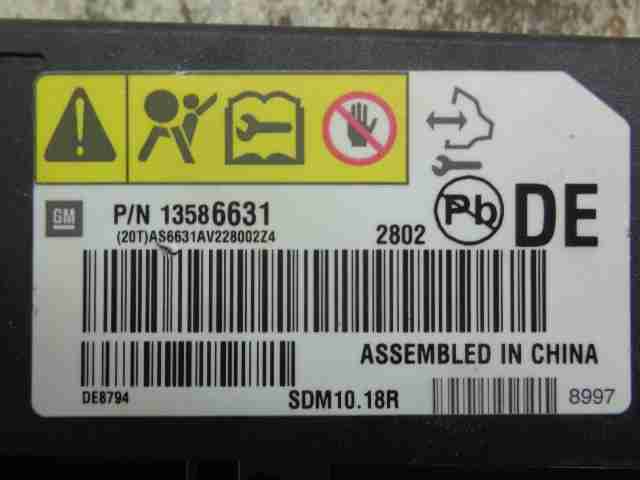 GM
P/N 13586631
(20T)AS6631AV228002Z4
2802
Pb
DE
ASSEMBLED IN CHINA
DE8794
SDM10.18R
8997